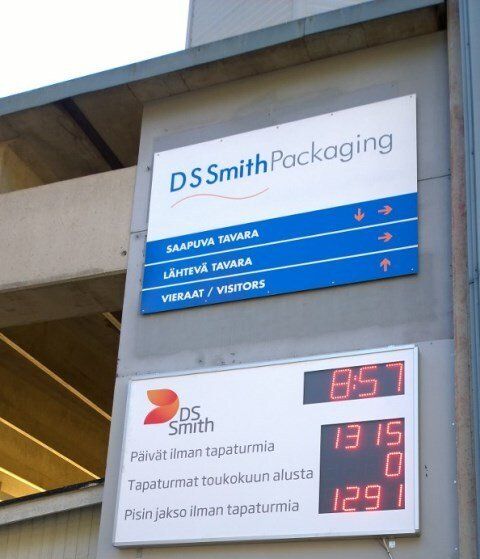 DS Smith Packaging
SAAPUVA TAVARA ↓ →
LÄHTEVÄ TAVARA →
VIERAAT / VISITORS ↑
8:57
DS
Smith
Päivät ilman tapaturmia 1315
Tapaturmat toukokuun alusta 0
Pisin jakso ilman tapaturmia 1291